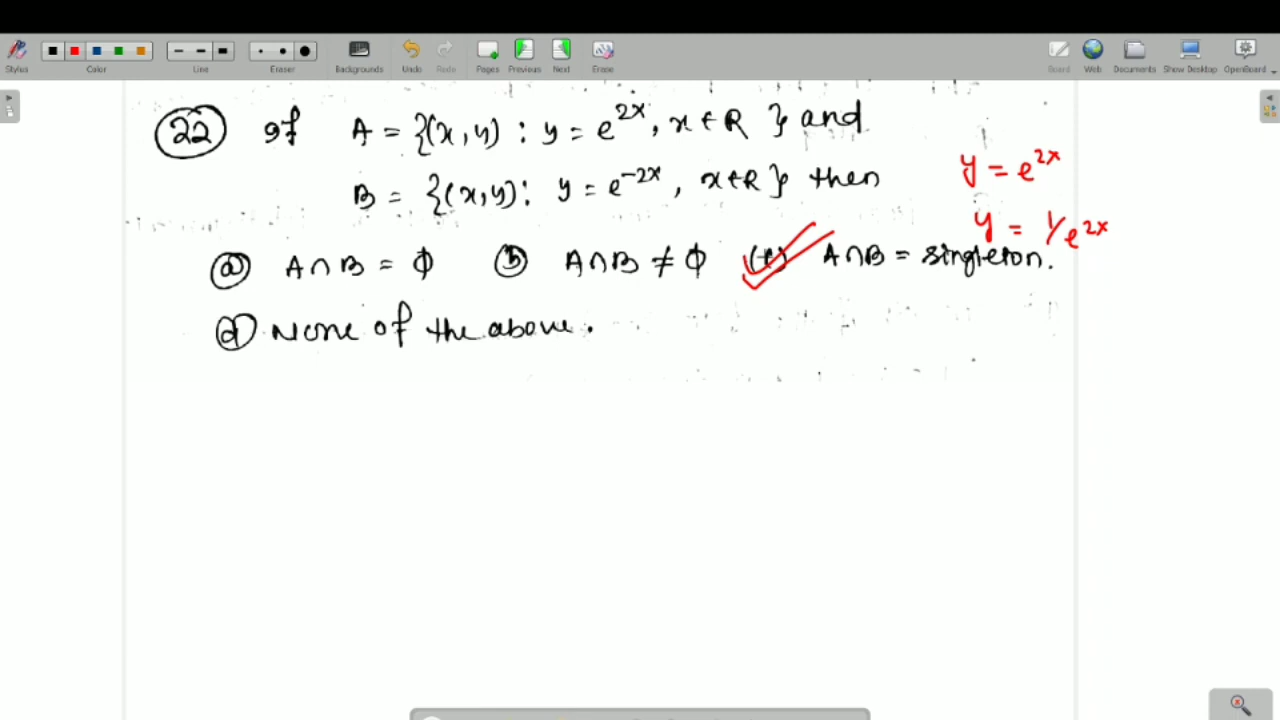 Styles Color Line Eraser Backgrounds Undo Redo Pages Previous Next Erase Board Web Documents Show Desktop OpenBoard
22 If A = {(x, y) : y = e^2x, x ∈ R } and
B = {(x, y) : y = e^-2x, x ∈ R} then
y = e^2x
y = 1/e^2x
(a) A ∩ B = ϕ (b) A ∩ B ≠ ϕ (c) A ∩ B = singleton.
(d) None of the above.